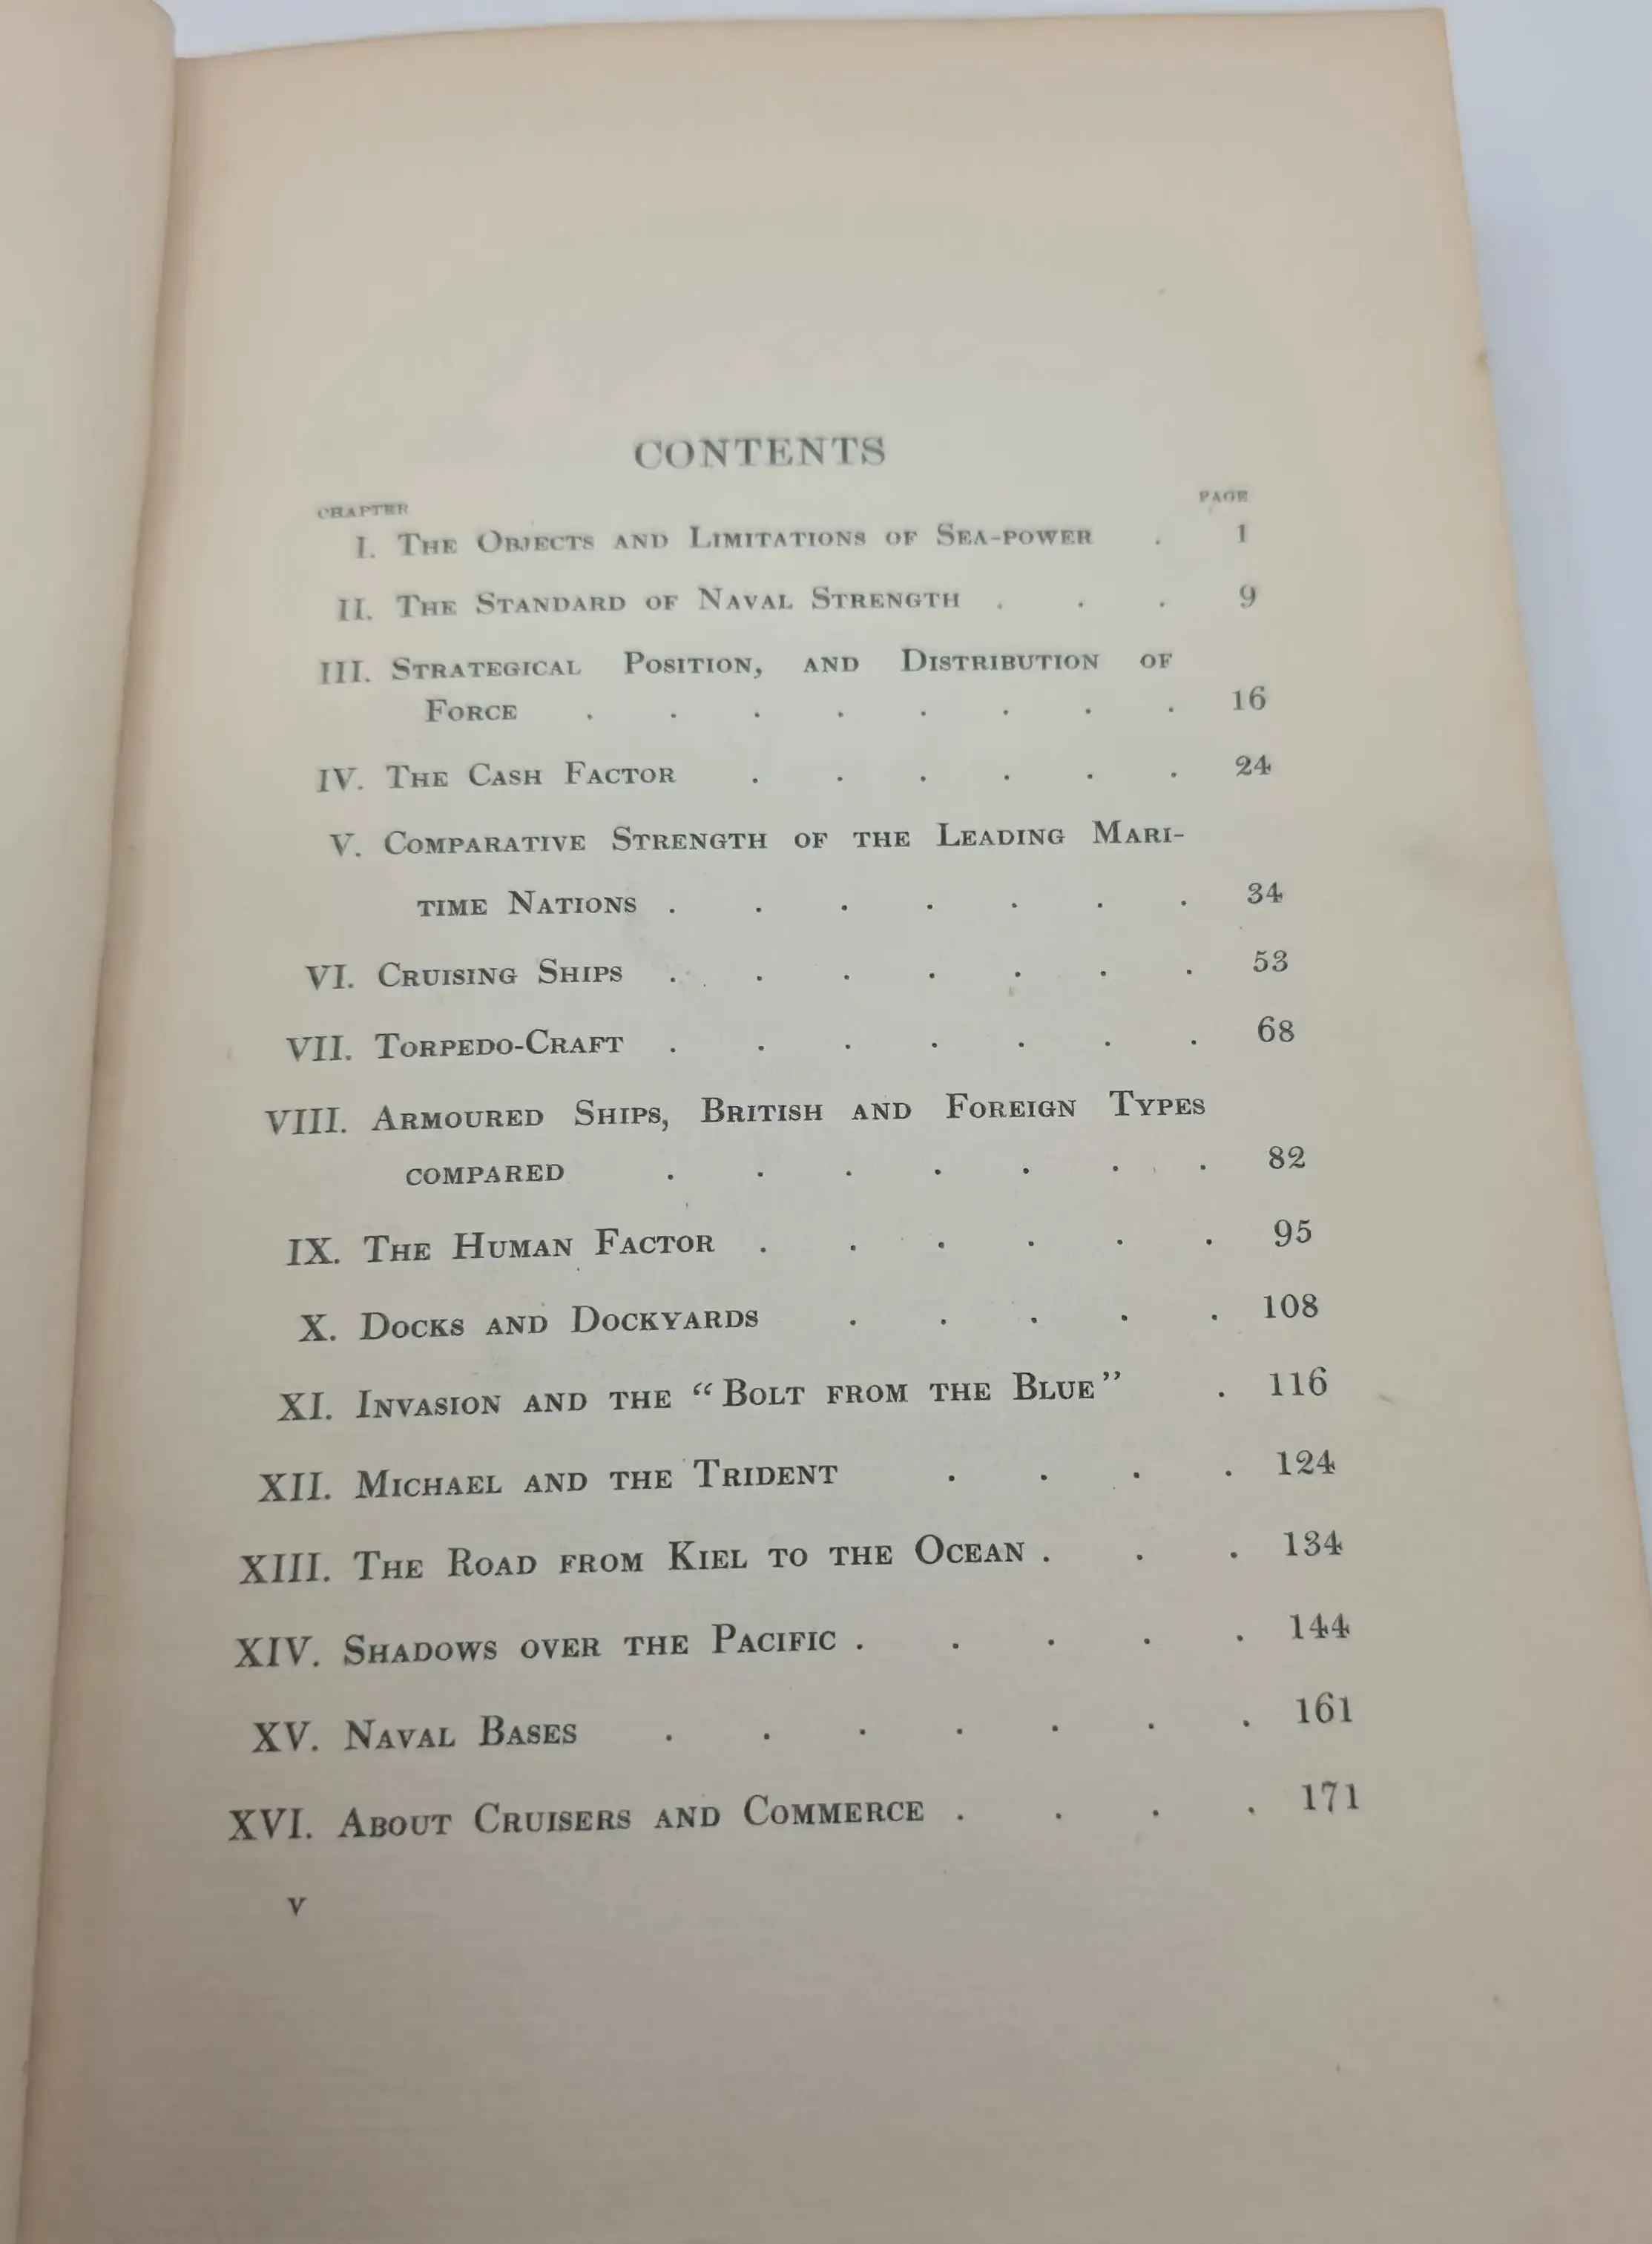 CONTENTS
CHAPTER PAGE
I. THE OBJECTS AND LIMITATIONS OF SEA-POWER . 1
II. THE STANDARD OF NAVAL STRENGTH . . . 9
III. STRATEGICAL POSITION, AND DISTRIBUTION OF
FORCE . . . . . . . . 16
IV. THE CASH FACTOR . . . . . . 24
V. COMPARATIVE STRENGTH OF THE LEADING MARI-
TIME NATIONS . . . . . . . 34
VI. CRUISING SHIPS . . . . . . . 53
VII. TORPEDO-CRAFT . . . . . . . 68
VIII. ARMOURED SHIPS, BRITISH AND FOREIGN TYPES
COMPARED . . . . . . . 82
IX. THE HUMAN FACTOR . . . . . . 95
X. DOCKS AND DOCKYARDS . . . . . 108
XI. INVASION AND THE “BOLT FROM THE BLUE” . 116
XII. MICHAEL AND THE TRIDENT . . . . 124
XIII. THE ROAD FROM KIEL TO THE OCEAN . . . 134
XIV. SHADOWS OVER THE PACIFIC . . . . . 144
XV. NAVAL BASES . . . . . . . 161
XVI. ABOUT CRUISERS AND COMMERCE . . . . 171
v